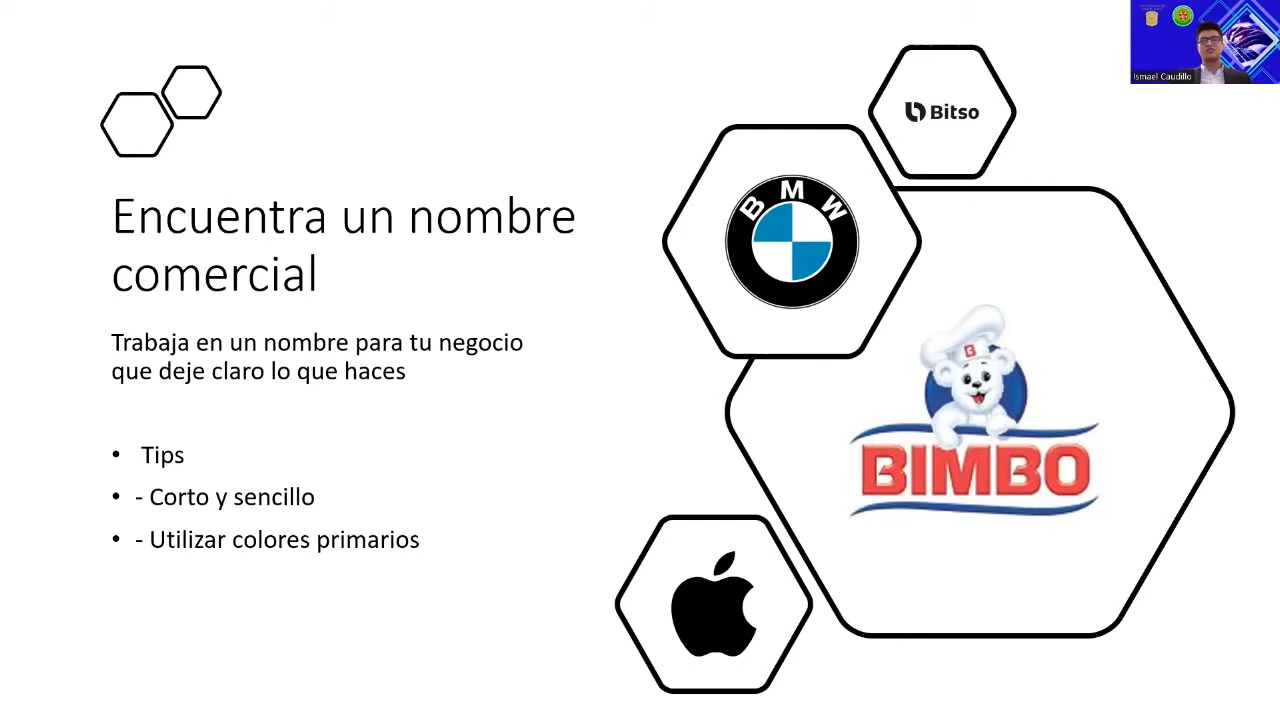 Encuentra un nombre
comercial
Trabaja en un nombre para tu negocio
que deje claro lo que haces
• Tips
• - Corto y sencillo
• - Utilizar colores primarios
Bitso
BMW
B
BIMBO
Ismael Caudillo